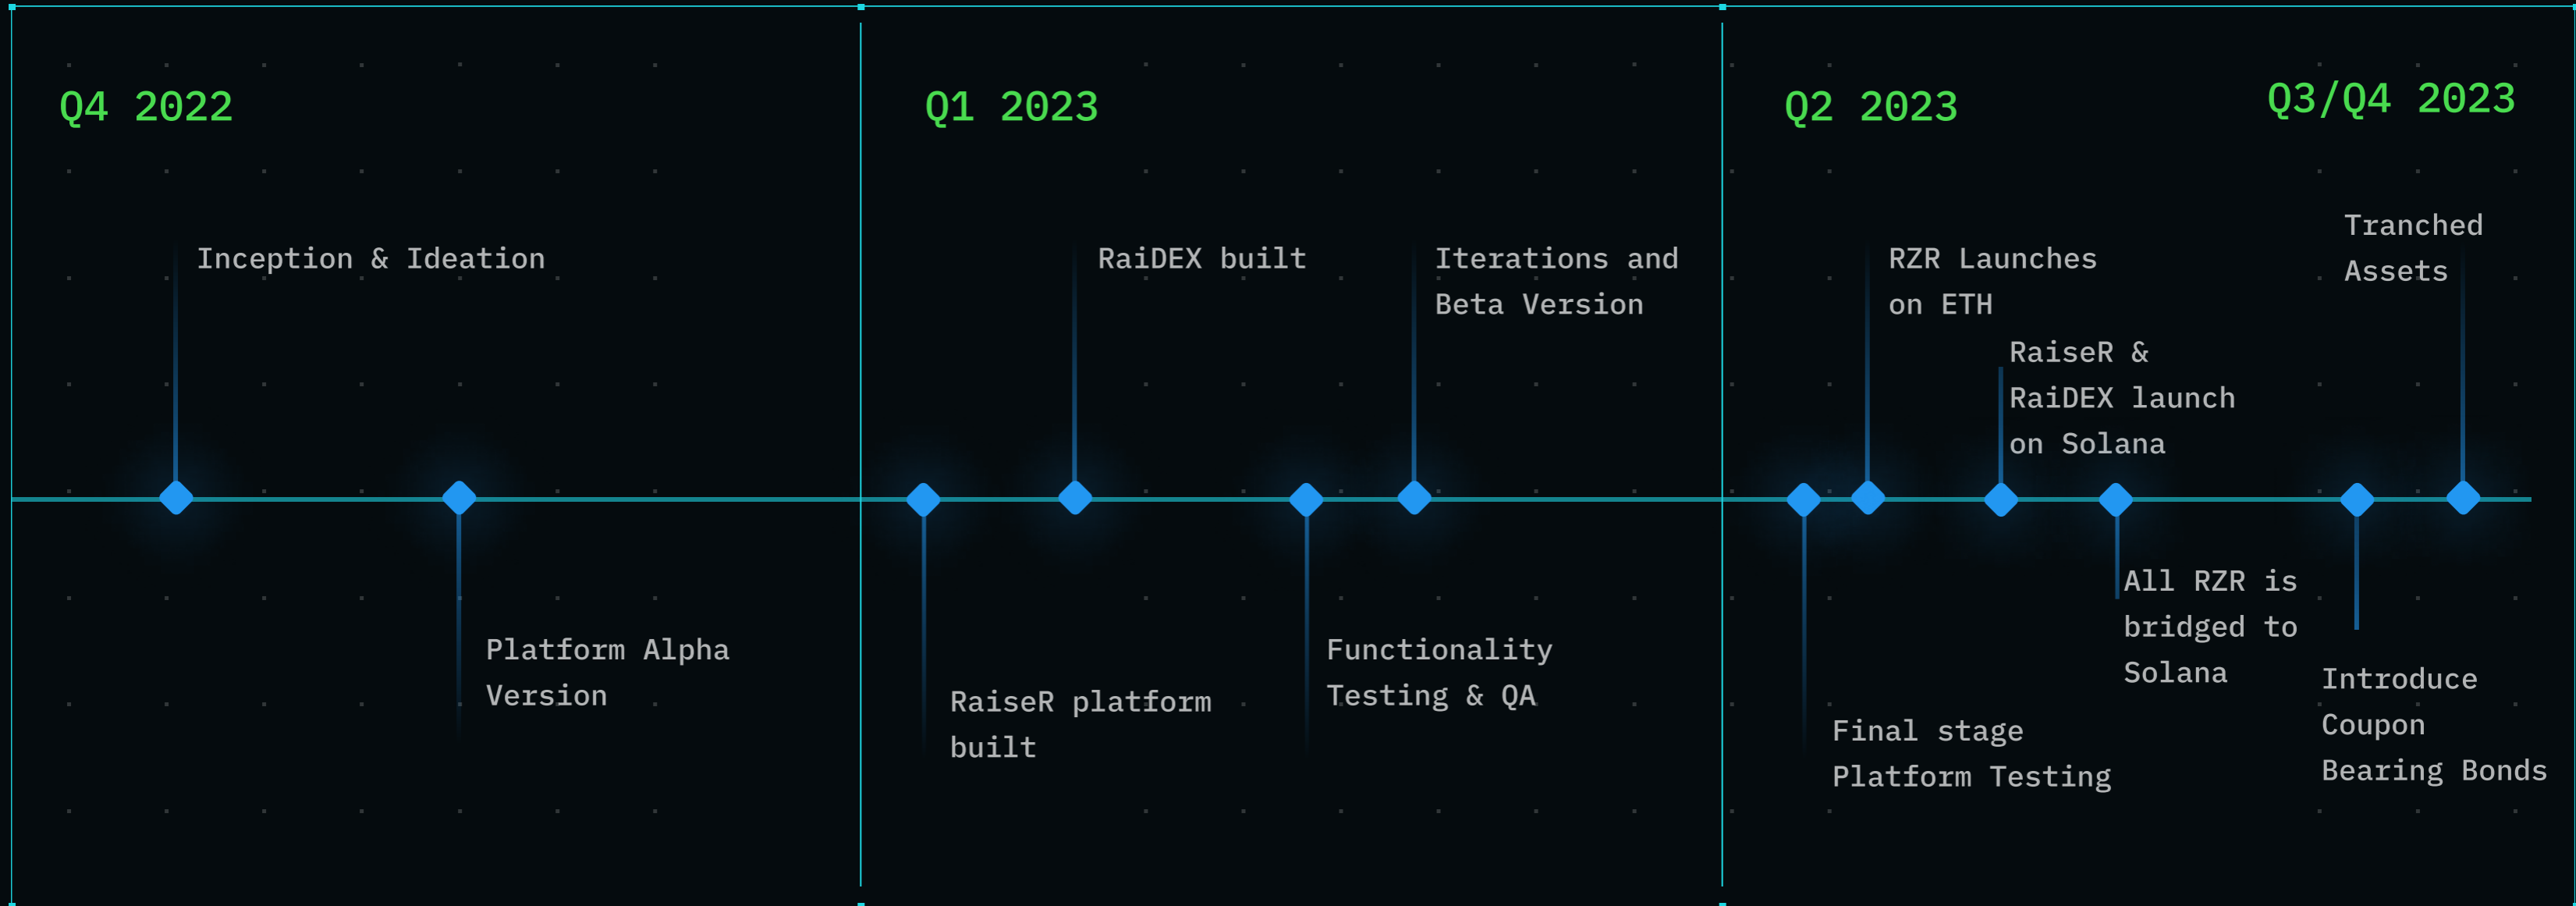 Q4 2022
Inception & Ideation
Platform Alpha
Version
Q1 2023
RaiseR platform
built
RaiDEX built
Functionality
Testing & QA
Iterations and
Beta Version
Q2 2023
Final stage
Platform Testing
RZR Launches
on ETH
RaiseR &
RaiDEX launch
on Solana
All RZR is
bridged to
Solana
Q3/Q4 2023
Introduce
Coupon
Bearing Bonds
Tranched
Assets